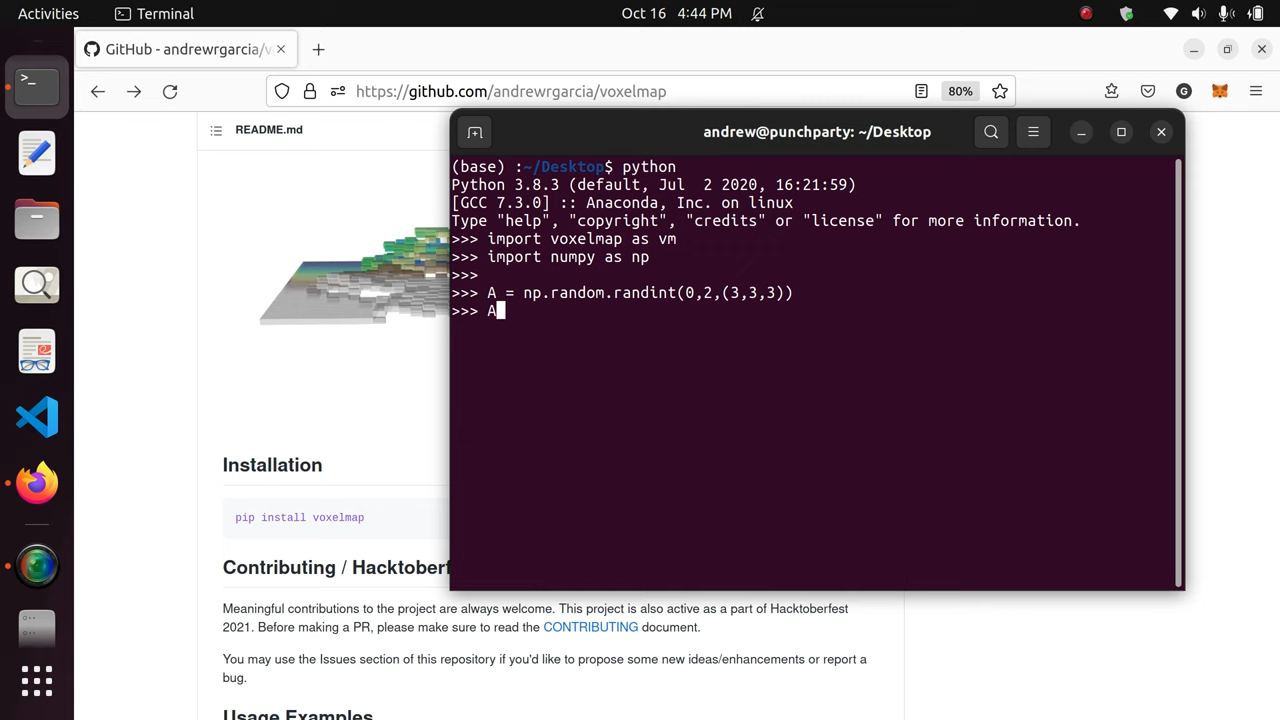 Activities
Terminal
Oct 16 4:44 PM
GitHub - andrewrgarcia/v
https://github.com/andrewrgarcia/voxelmap
80%
README.md
andrew@punchparty: ~/Desktop
(base) :~/Desktop$ python
Python 3.8.3 (default, Jul  2 2020, 16:21:59)
[GCC 7.3.0] :: Anaconda, Inc. on linux
Type "help", "copyright", "credits" or "license" for more information.
>>> import voxelmap as vm
>>> import numpy as np
>>>
>>> A = np.random.randint(0,2,(3,3,3))
>>> A
Installation
pip install voxelmap
Contributing / Hacktoberf
Meaningful contributions to the project are always welcome. This project is also active as a part of Hacktoberfest
2021. Before making a PR, please make sure to read the CONTRIBUTING document.
You may use the Issues section of this repository if you'd like to propose some new ideas/enhancements or report a
bug.
Usage Examples